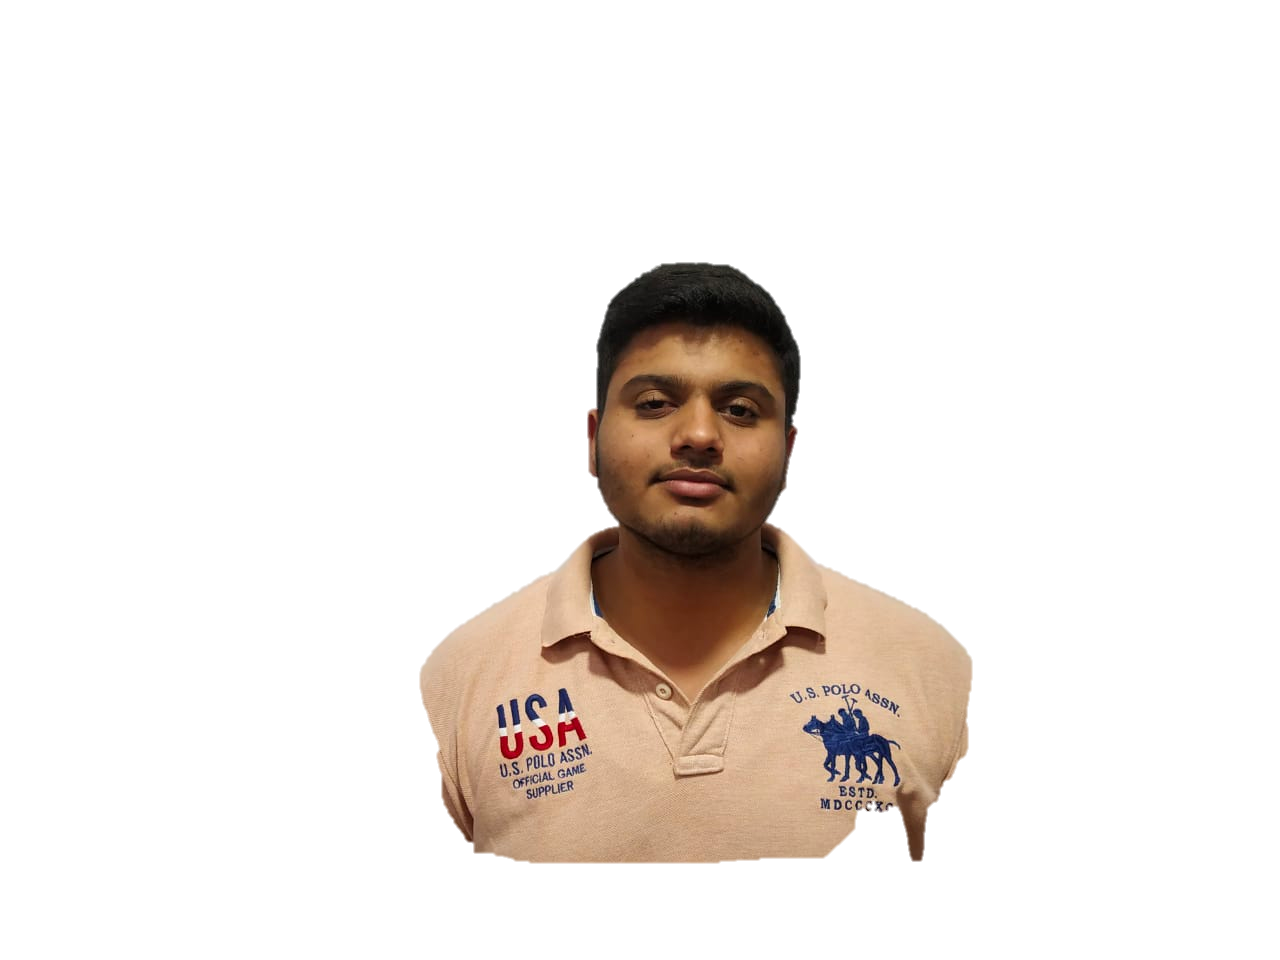 USA
U.S. POLO ASSN.
OFFICIAL GAME
SUPPLIER
U.S. POLO ASSN.
ESTD.